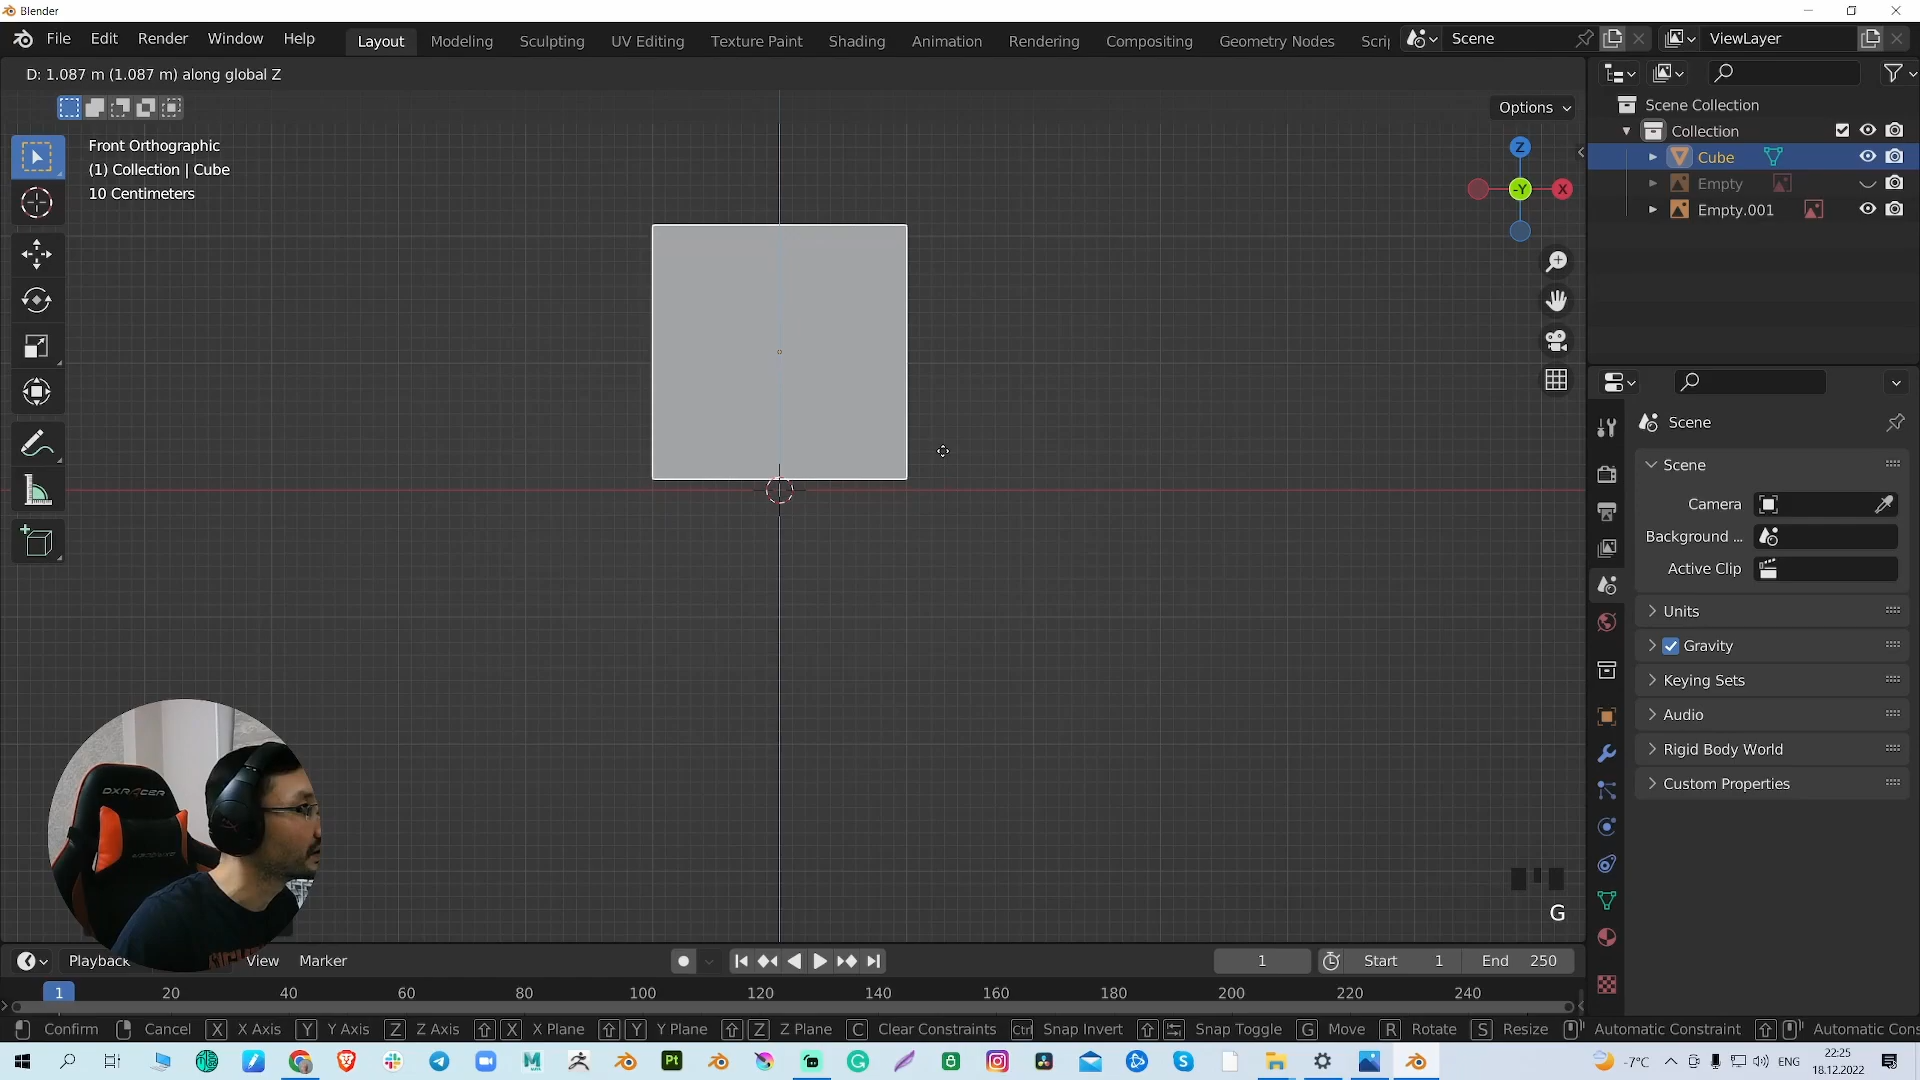 Blender
File Edit Render Window Help Layout Modeling Sculpting UV Editing Texture Paint Shading Animation Rendering Compositing Geometry Nodes Scrip Scene ViewLayer
D: 1.087 m (1.087 m) along global Z
Options
Front Orthographic
(1) Collection | Cube
10 Centimeters
Z
-Y X
Scene Collection
Collection
Cube
Empty
Empty.001
Scene
Scene
Camera
Background ...
Active Clip
Units
Gravity
Keying Sets
Audio
Rigid Body World
Custom Properties
DXRACER
G
Playback View Marker 1 Start 1 End 250
1 20 40 60 80 100 120 140 160 180 200 220 240
Confirm Cancel X X Axis Y Y Axis Z Z Axis X X Plane Y Y Plane Z Z Plane C Clear Constraints Ctrl Snap Invert Snap Toggle G Move R Rotate S Resize Automatic Constraint Automatic Cons
-7°C ENG 22:25
18.12.2022